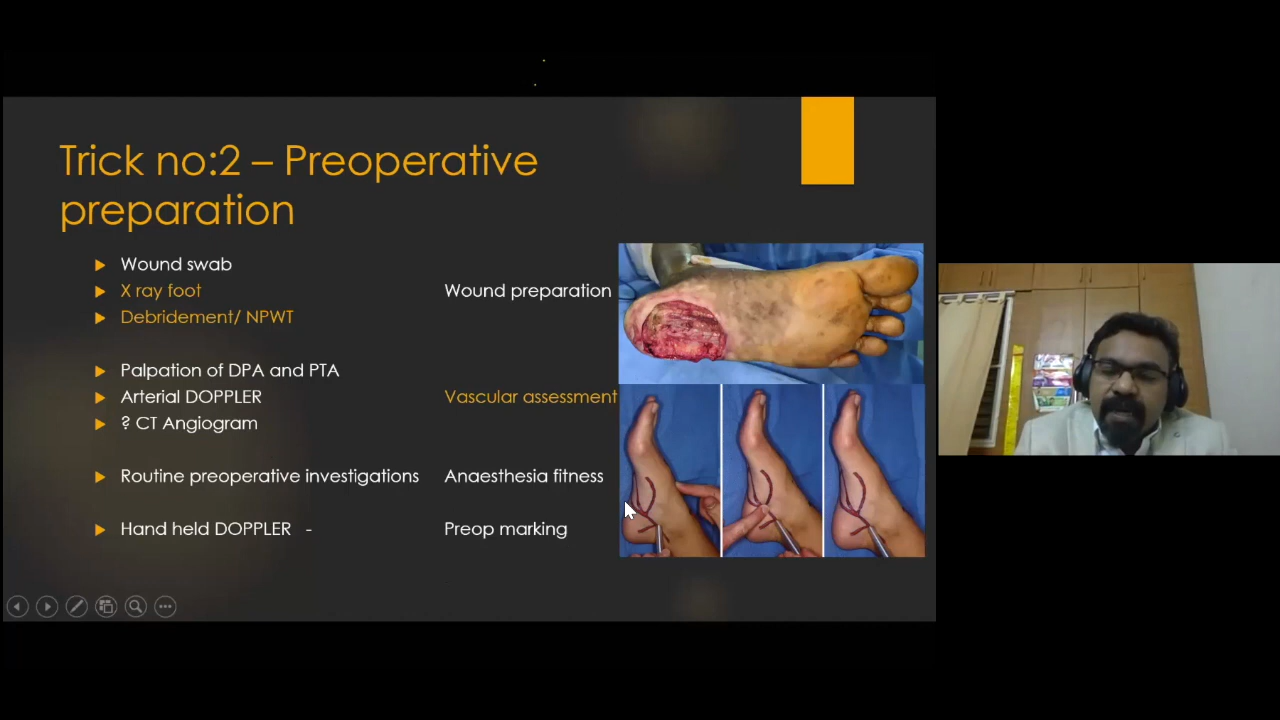 Trick no:2 – Preoperative
preparation
Wound swab
X ray foot
Wound preparation
Debridement/ NPWT
Palpation of DPA and PTA
Arterial DOPPLER
Vascular assessment
? CT Angiogram
Routine preoperative investigations
Anaesthesia fitness
Hand held DOPPLER -
Preop marking